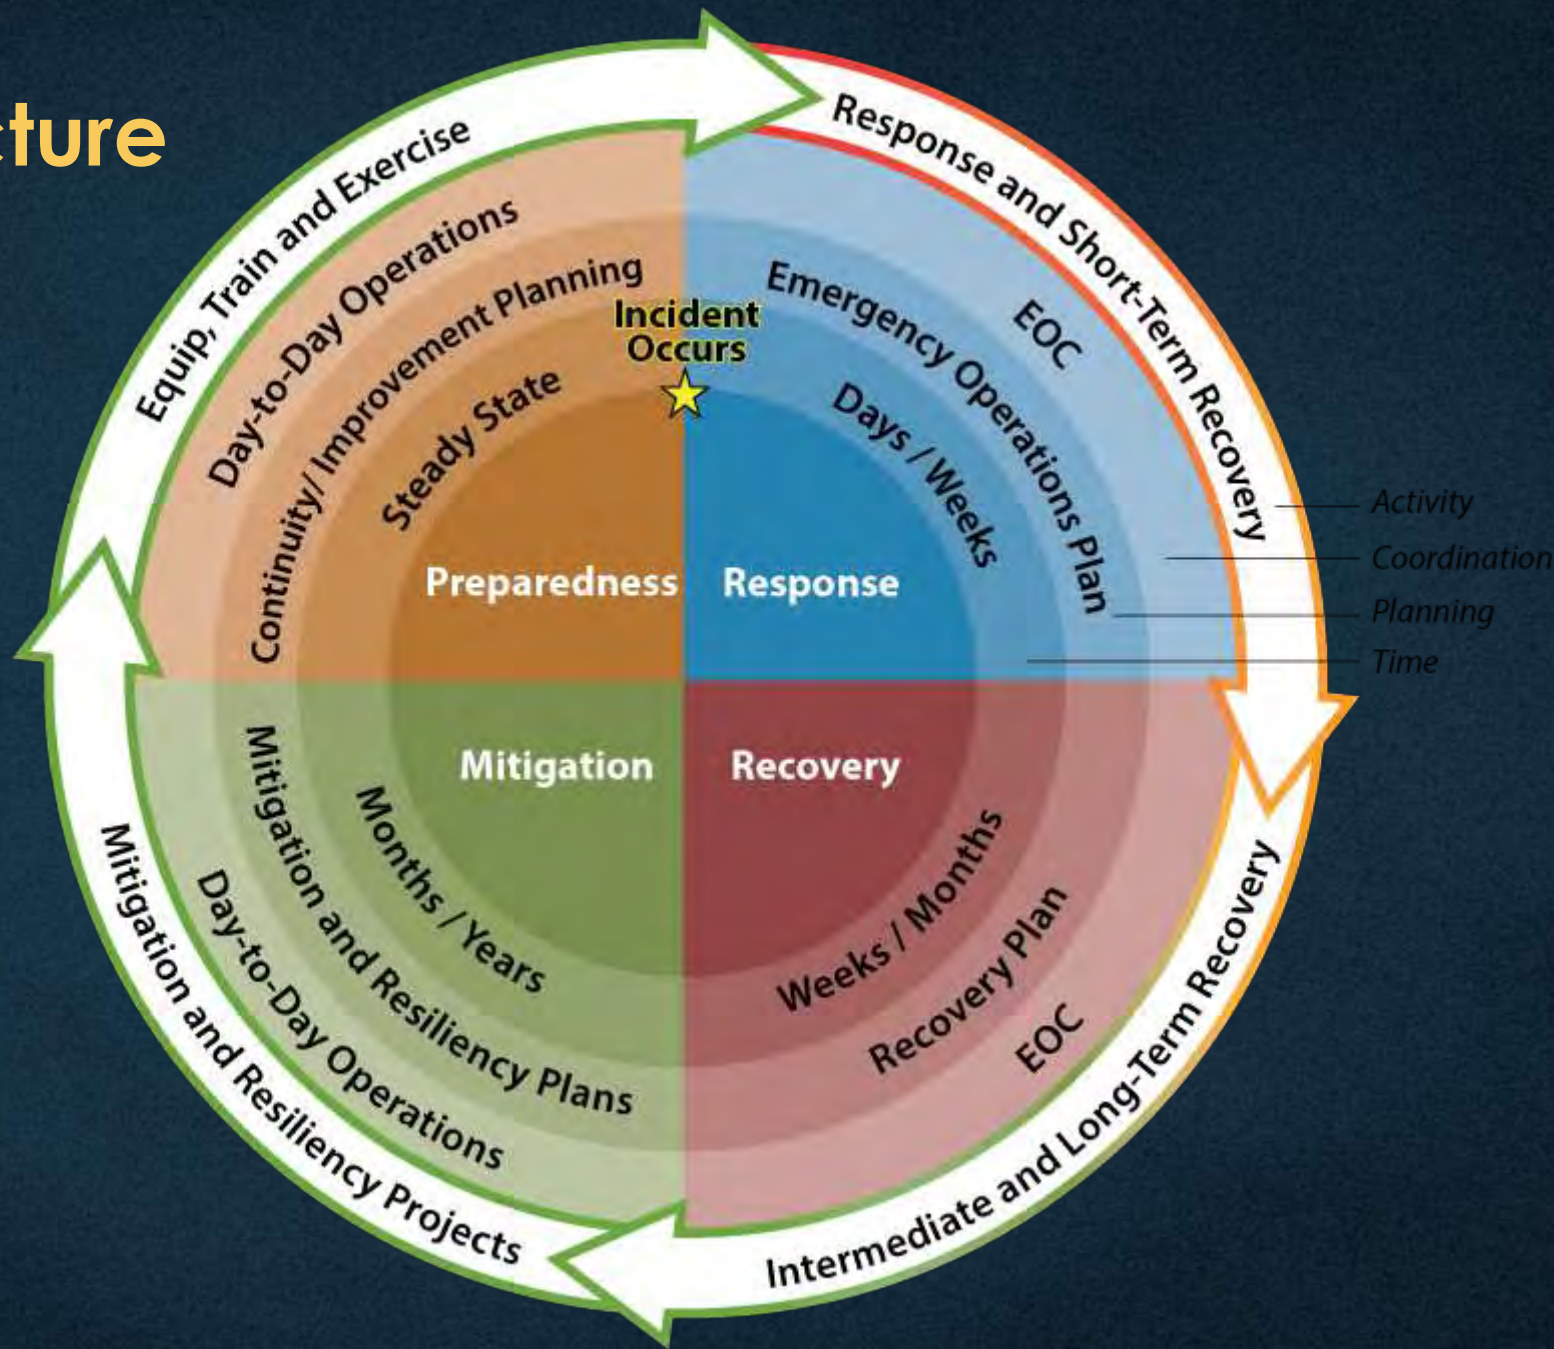 cture
Equip, Train and Exercise
Response and Short-Term Recovery
Day-to-Day Operations
Continuity/ Improvement Planning
Steady State
Incident
Occurs
Emergency Operations Plan
EOC
Days / Weeks
Activity
Coordination
Planning
Time
Preparedness
Response
Mitigation
Recovery
Months / Years
Mitigation and Resiliency Plans
Day-to-Day Operations
Mitigation and Resiliency Projects
Weeks / Months
Recovery Plan
EOC
Intermediate and Long-Term Recovery